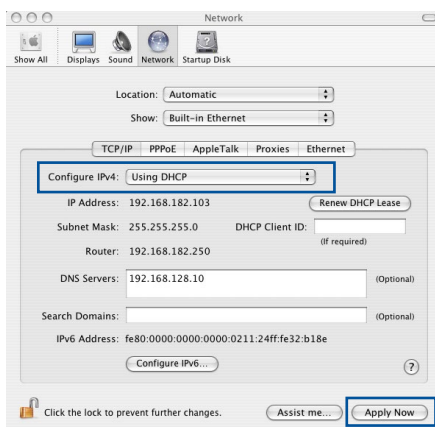 Network
Show All Displays Sound Network Startup Disk
Location: Automatic
Show: Built-in Ethernet
TCP/IP PPPoE AppleTalk Proxies Ethernet
Configure IPv4: Using DHCP
IP Address: 192.168.182.103 Renew DHCP Lease
Subnet Mask: 255.255.255.0 DHCP Client ID:
(If required)
Router: 192.168.182.250
DNS Servers: 192.168.128.10 (Optional)
Search Domains: (Optional)
IPv6 Address: fe80:0000:0000:0000:0211:24ff:fe32:b18e
Configure IPv6... ?
Click the lock to prevent further changes. Assist me... Apply Now